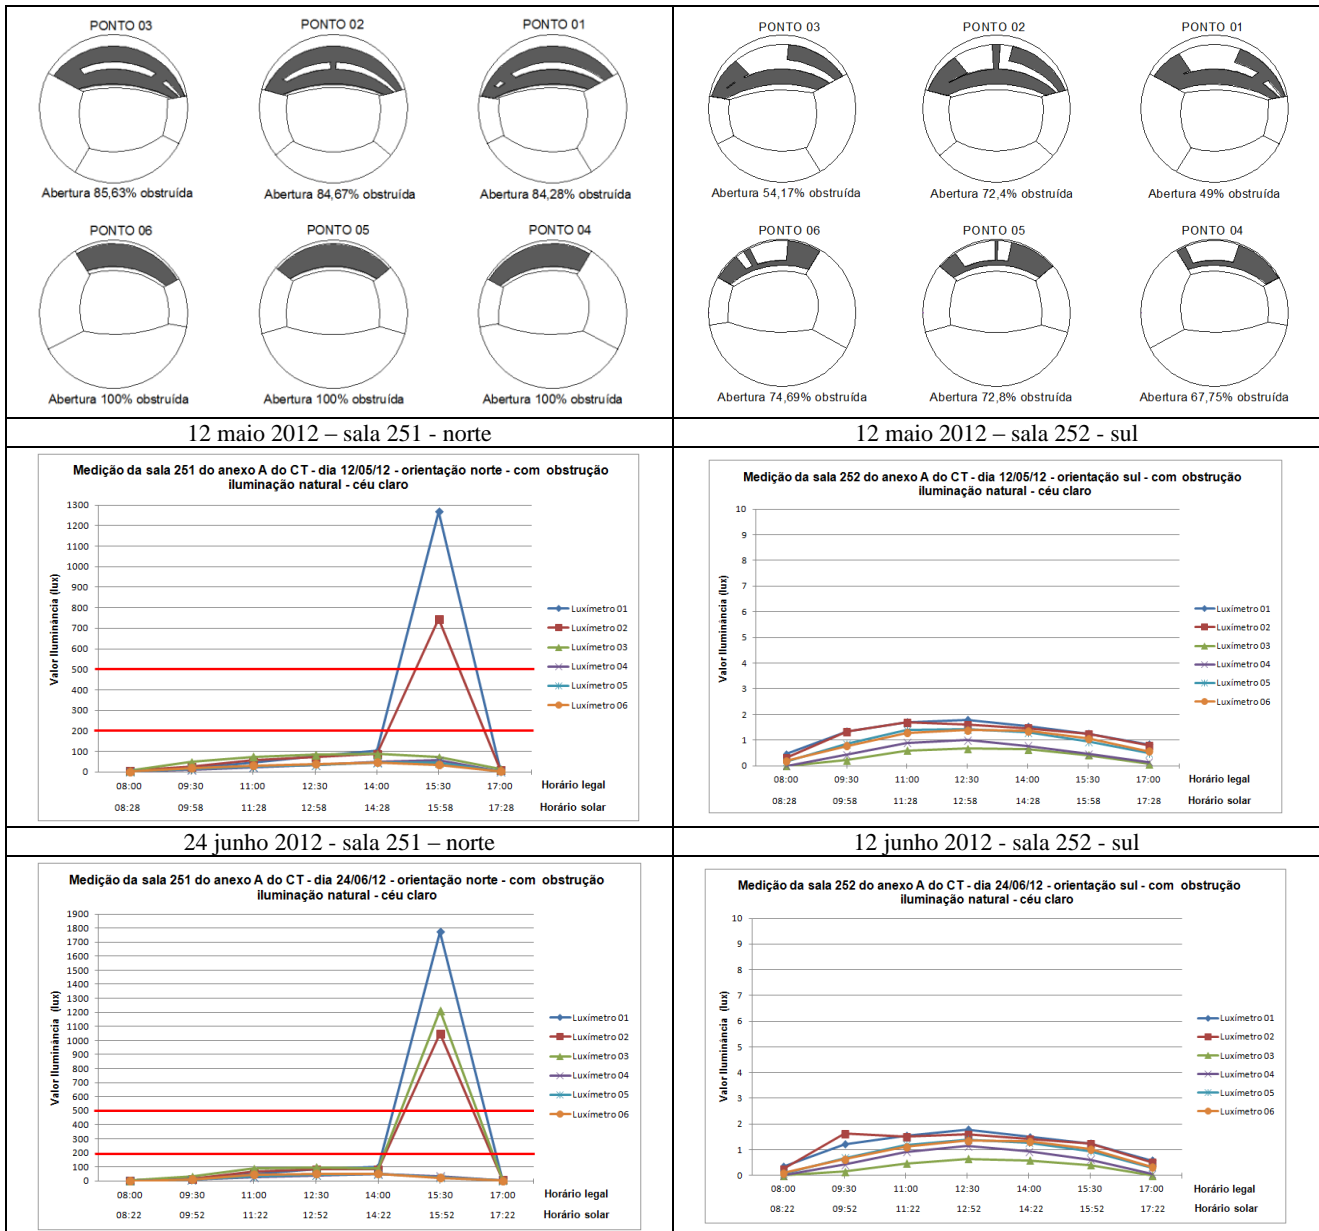 PONTO 03 PONTO 02 PONTO 01
Abertura 85,63% obstruída Abertura 84,67% obstruída Abertura 84,28% obstruída
PONTO 06 PONTO 05 PONTO 04
Abertura 100% obstruída Abertura 100% obstruída Abertura 100% obstruída
PONTO 03 PONTO 02 PONTO 01
Abertura 54,17% obstruída Abertura 72,4% obstruída Abertura 49% obstruída
PONTO 06 PONTO 05 PONTO 04
Abertura 74,69% obstruída Abertura 72,8% obstruída Abertura 67,75% obstruída
12 maio 2012 – sala 251 - norte
12 maio 2012 – sala 252 - sul
Medição da sala 251 do anexo A do CT - dia 12/05/12 - orientação norte - com obstrução
iluminação natural - céu claro
Valor Iluminância (lux)
1300
1200
1100
1000
900
800
700
600
500
400
300
200
100
0
Luxímetro 01
Luxímetro 02
Luxímetro 03
Luxímetro 04
Luxímetro 05
Luxímetro 06
08:00 09:30 11:00 12:30 14:00 15:30 17:00 Horário legal
08:28 09:58 11:28 12:58 14:28 15:58 17:28 Horário solar
Medição da sala 252 do anexo A do CT - dia 12/05/12 - orientação sul - com obstrução
iluminação natural - céu claro
Valor Iluminância (lux)
10
9
8
7
6
5
4
3
2
1
0
Luxímetro 01
Luxímetro 02
Luxímetro 03
Luxímetro 04
Luxímetro 05
Luxímetro 06
08:00 09:30 11:00 12:30 14:00 15:30 17:00 Horário legal
08:28 09:58 11:28 12:58 14:28 15:58 17:28 Horário solar
24 junho 2012 - sala 251 – norte
12 junho 2012 - sala 252 - sul
Medição da sala 251 do anexo A do CT - dia 24/06/12 - orientação norte - com obstrução
iluminação natural - céu claro
Valor Iluminância (lux)
1900
1800
1700
1600
1500
1400
1300
1200
1100
1000
900
800
700
600
500
400
300
200
100
0
Luxímetro 01
Luxímetro 02
Luxímetro 03
Luxímetro 04
Luxímetro 05
Luxímetro 06
08:00 09:30 11:00 12:30 14:00 15:30 17:00 Horário legal
08:22 09:52 11:22 12:52 14:22 15:52 17:22 Horário solar
Medição da sala 252 do anexo A do CT - dia 24/06/12 - orientação sul - com obstrução
iluminação natural - céu claro
Valor Iluminância (lux)
10
9
8
7
6
5
4
3
2
1
0
Luxímetro 01
Luxímetro 02
Luxímetro 03
Luxímetro 04
Luxímetro 05
Luxímetro 06
08:00 09:30 11:00 12:30 14:00 15:30 17:00 Horário legal
08:22 09:52 11:22 12:52 14:22 15:52 17:22 Horário solar